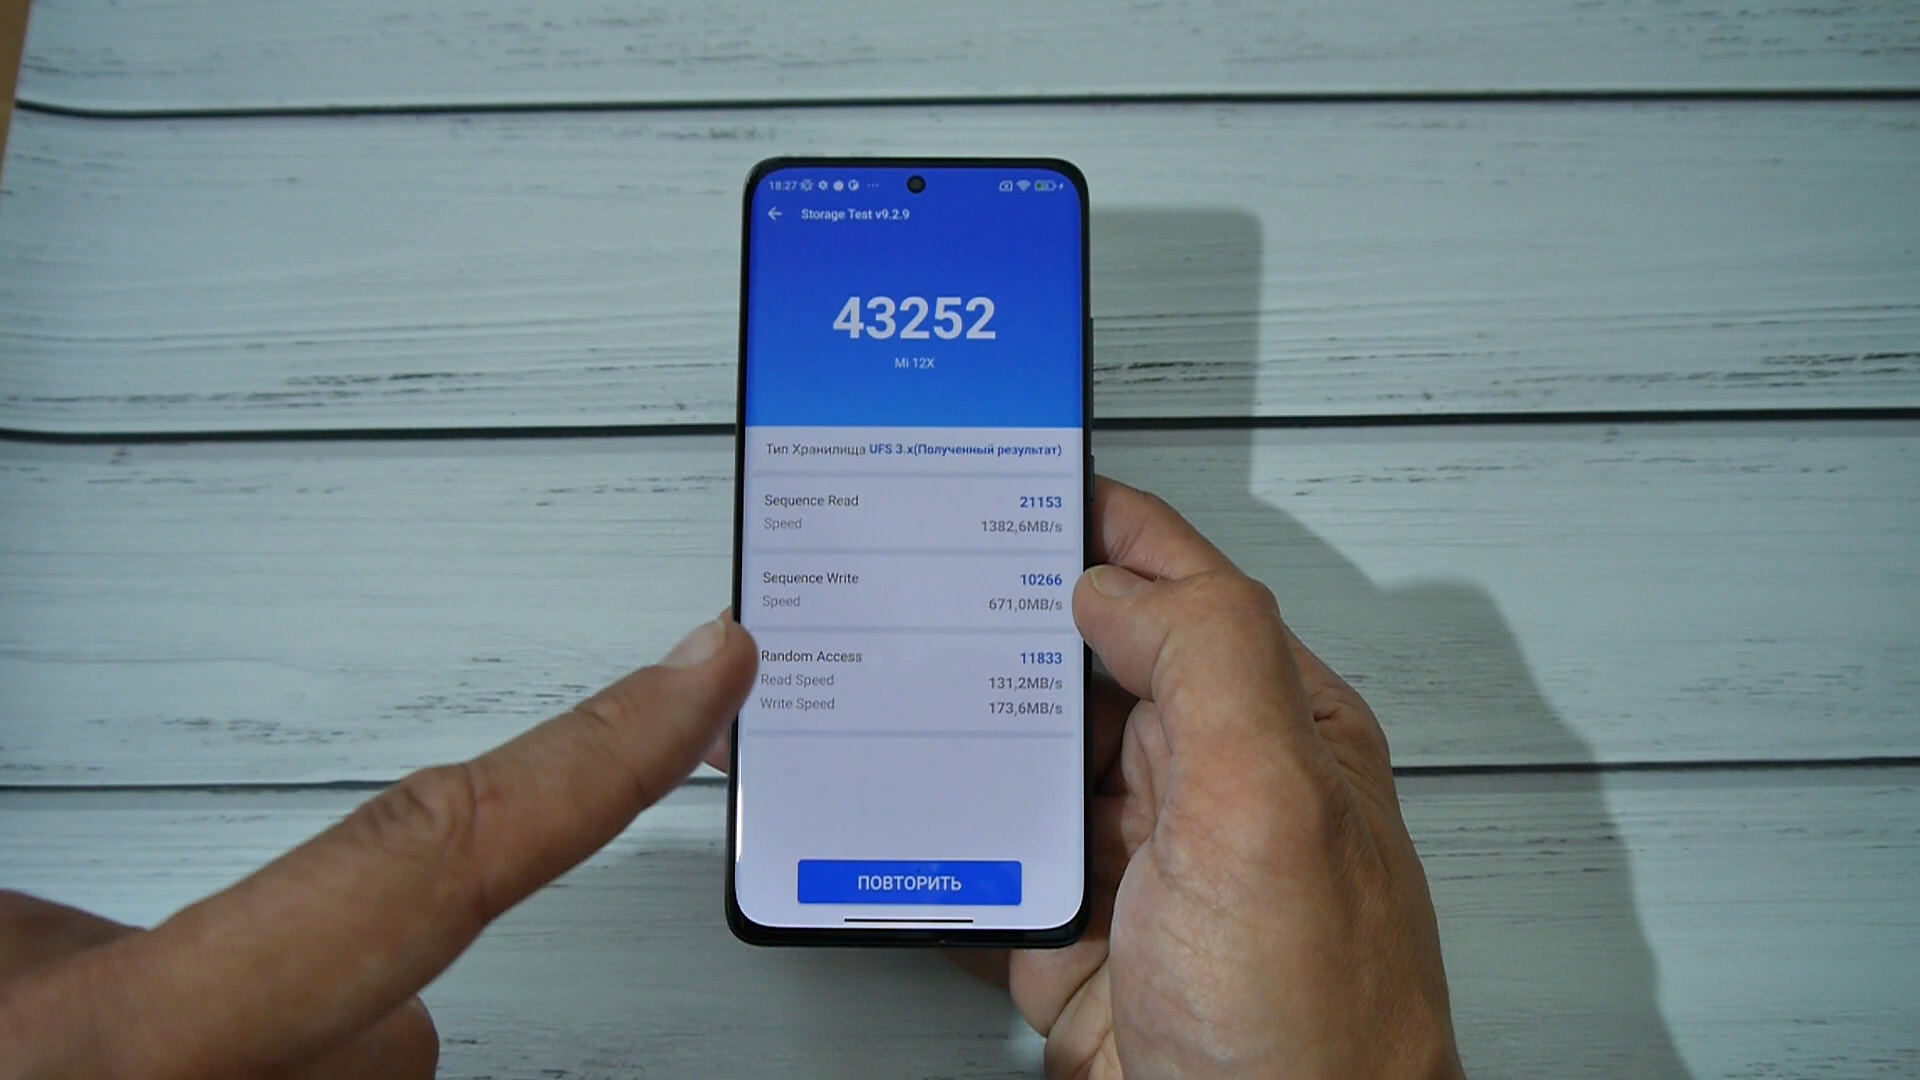 18:27
Storage Test v9.2.9
43252
Mi 12X
Тип Хранилища UFS 3.x(Полученный результат)
Sequence Read 21153
Speed 1382,6MB/s
Sequence Write 10266
Speed 671,0MB/s
Random Access 11833
Read Speed 131,2MB/s
Write Speed 173,6MB/s
ПОВТОРИТЬ